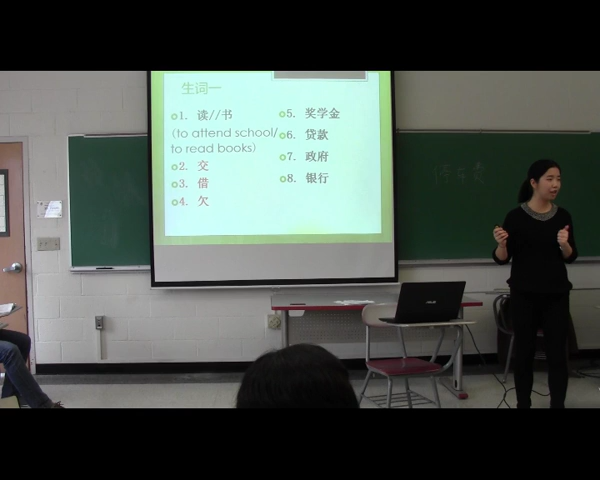 生词一
1. 读//书
(to attend school/
to read books)
2. 交
3. 借
4. 欠
5. 奖学金
6. 贷款
7. 政府
8. 银行
ASUS